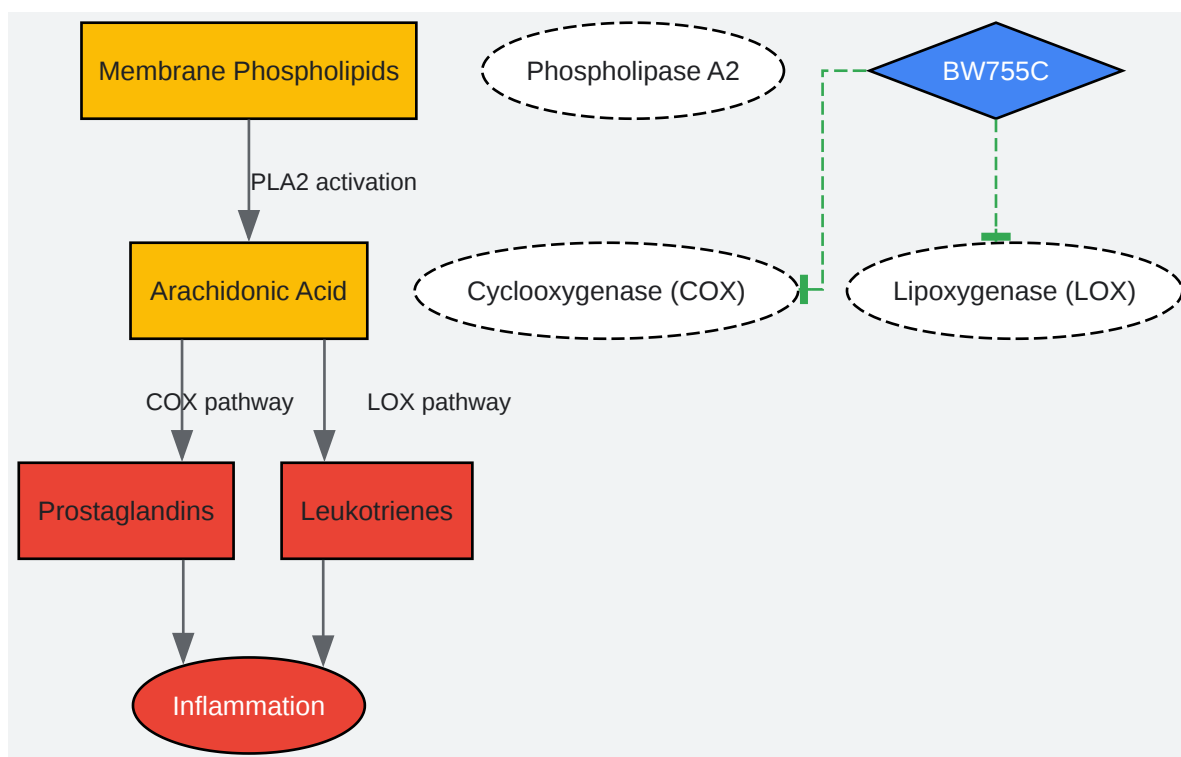 Membrane Phospholipids
Phospholipase A2
BW755C
PLA2 activation
Arachidonic Acid
Cyclooxygenase (COX)
Lipoxygenase (LOX)
COX pathway
LOX pathway
Prostaglandins
Leukotrienes
Inflammation